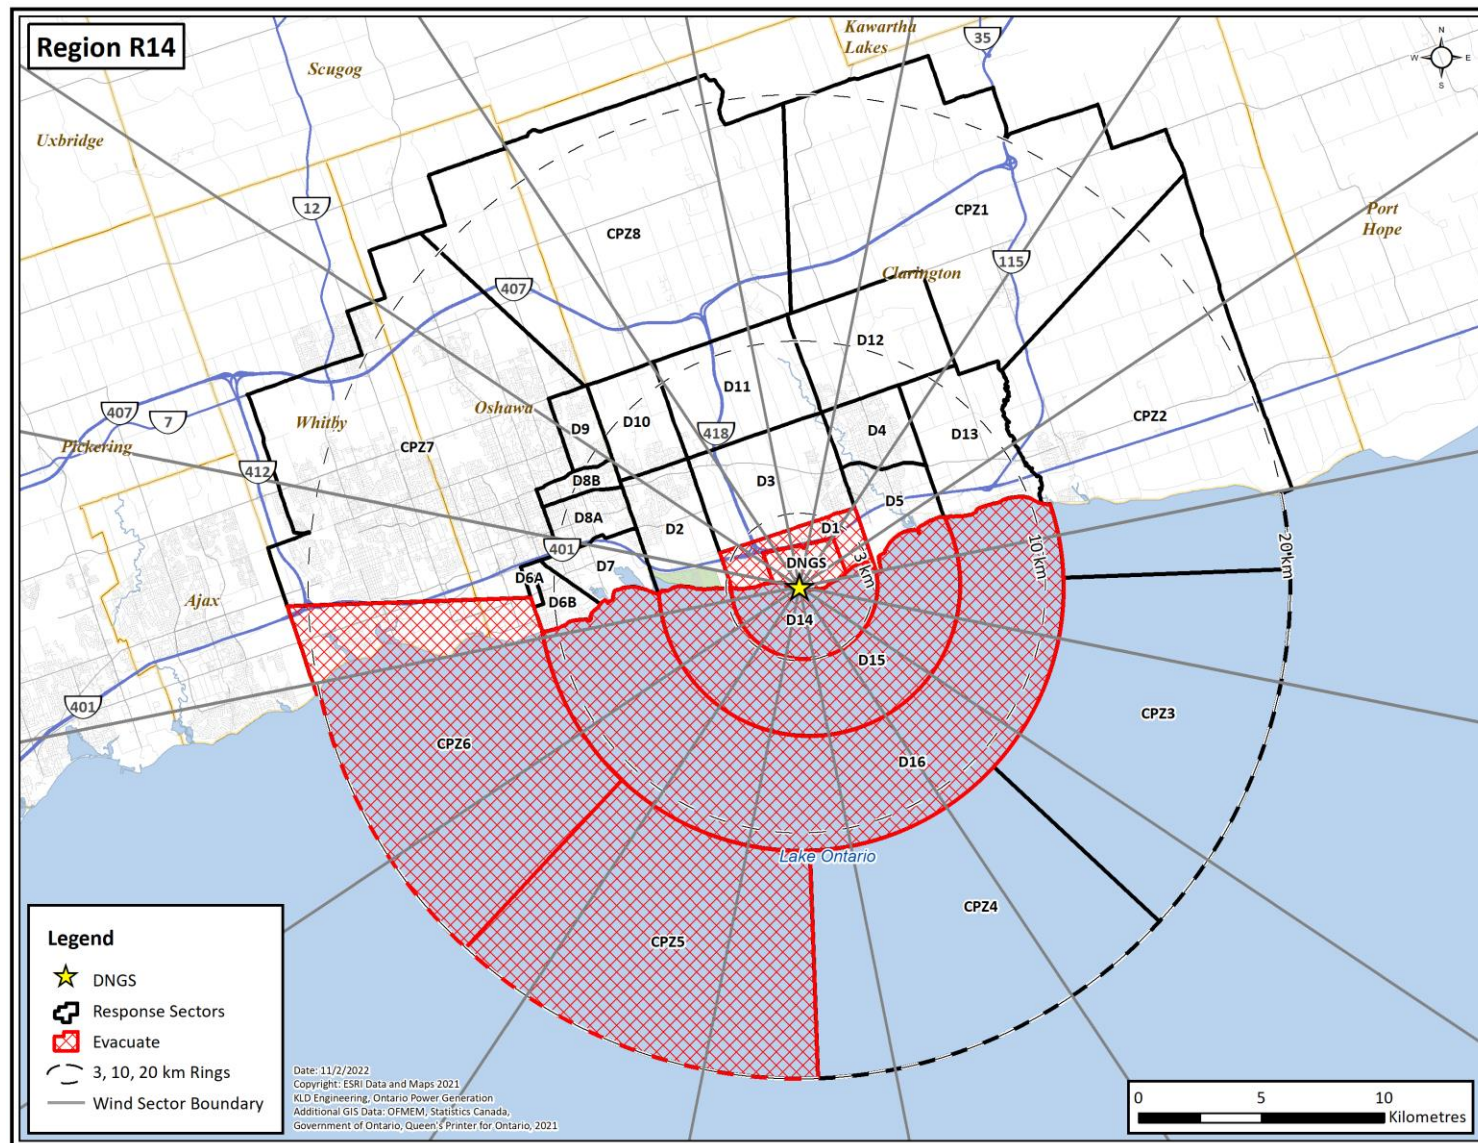 Region R14
Scugog
Kawartha
Lakes
35
N
W
E
S
Uxbridge
12
Port
Hope
CPZ8
CPZ1
115
Clarington
407
D12
407
7
Pickering
Whitby
Oshawa
CPZ7
412
D9
D10
D11
418
D4
D13
CPZ2
D8B
D3
D8A
D2
D5
401
D1
DNGS
3 km
10 km
20 km
D7
D6A
D6B
Ajax
D14
D15
401
CPZ6
D16
CPZ3
Lake Ontario
CPZ5
CPZ4
Legend
DNGS
Response Sectors
Evacuate
3, 10, 20 km Rings
Wind Sector Boundary
Date: 11/2/2022
Copyright: ESRI Data and Maps 2021
KLD Engineering, Ontario Power Generation
Additional GIS Data: OFMEM, Statistics Canada,
Government of Ontario, Queen's Printer for Ontario, 2021
0
5
10
Kilometres